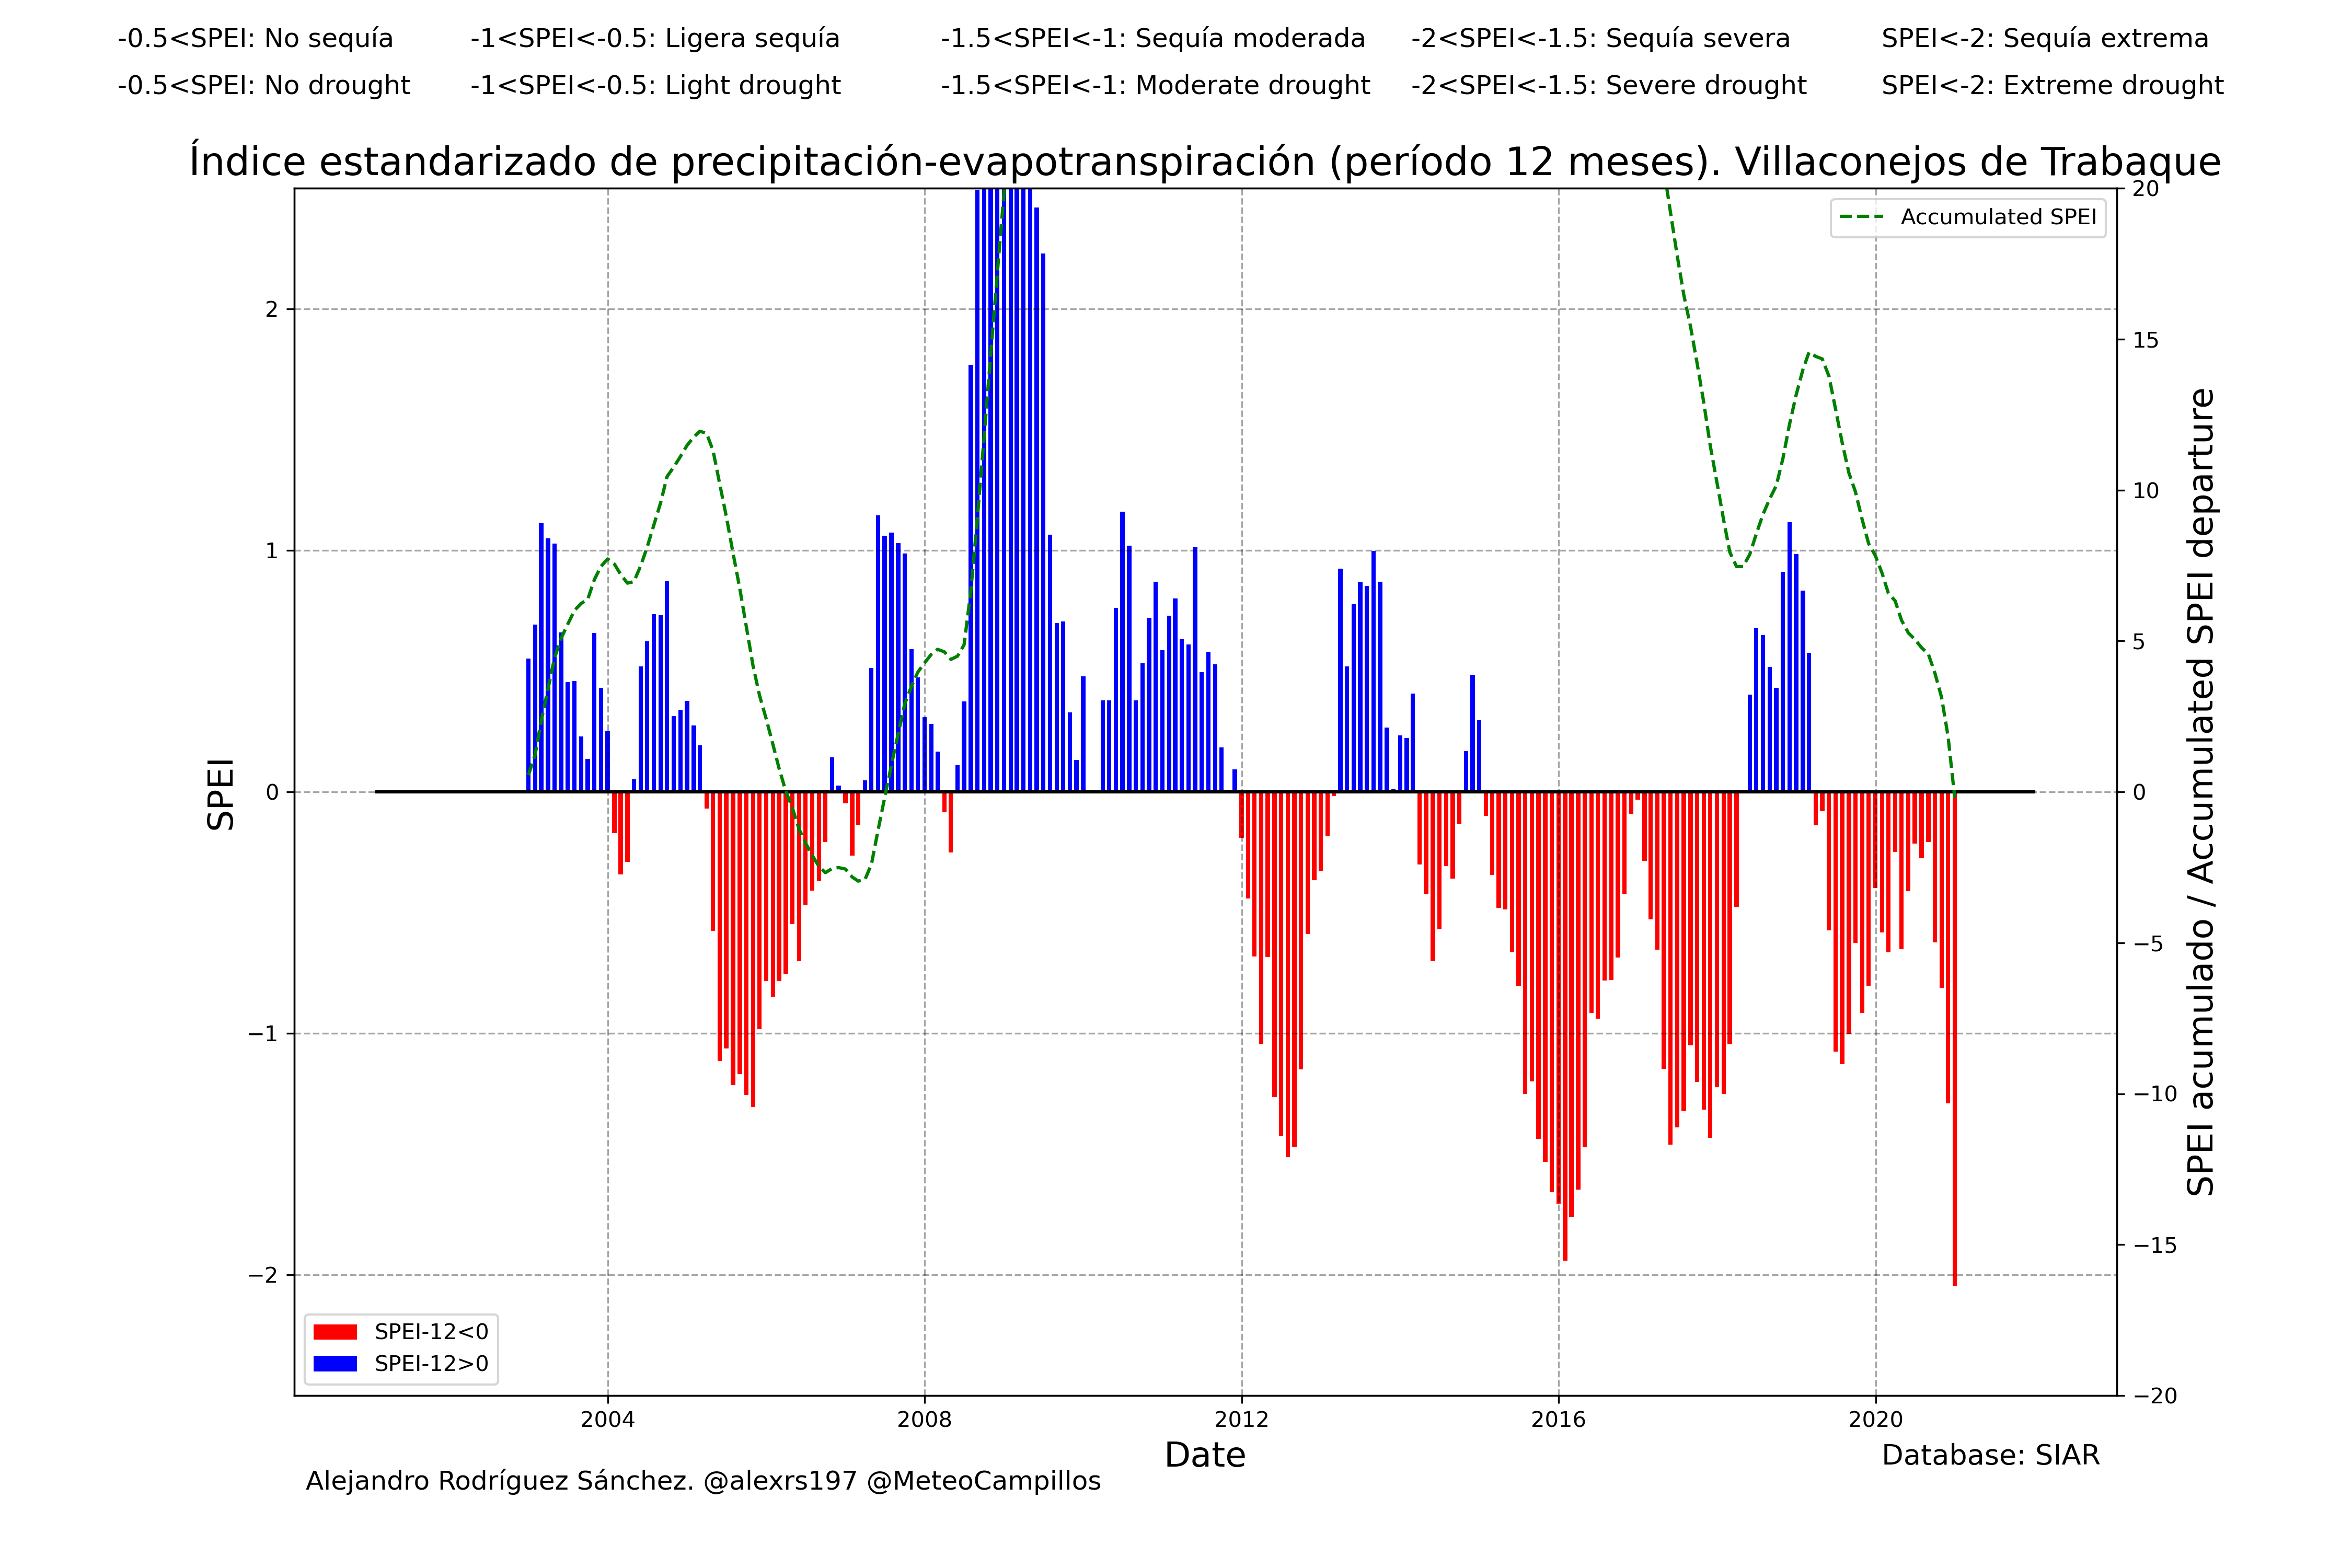 -0.5<SPEI: No sequía -1<SPEI<-0.5: Ligera sequía -1.5<SPEI<-1: Sequía moderada -2<SPEI<-1.5: Sequía severa SPEI<-2: Sequía extrema
-0.5<SPEI: No drought -1<SPEI<-0.5: Light drought -1.5<SPEI<-1: Moderate drought -2<SPEI<-1.5: Severe drought SPEI<-2: Extreme drought
Índice estandarizado de precipitación-evapotranspiración (período 12 meses). Villaconejos de Trabaque
Accumulated SPEI
SPEI
2
1
0
−1
−2
20
15
10
5
0
−5
−10
−15
−20
SPEI acumulado / Accumulated SPEI departure
SPEI-12<0
SPEI-12>0
2004 2008 2012 2016 2020
Date
Database: SIAR
Alejandro Rodríguez Sánchez. @alexrs197 @MeteoCampillos